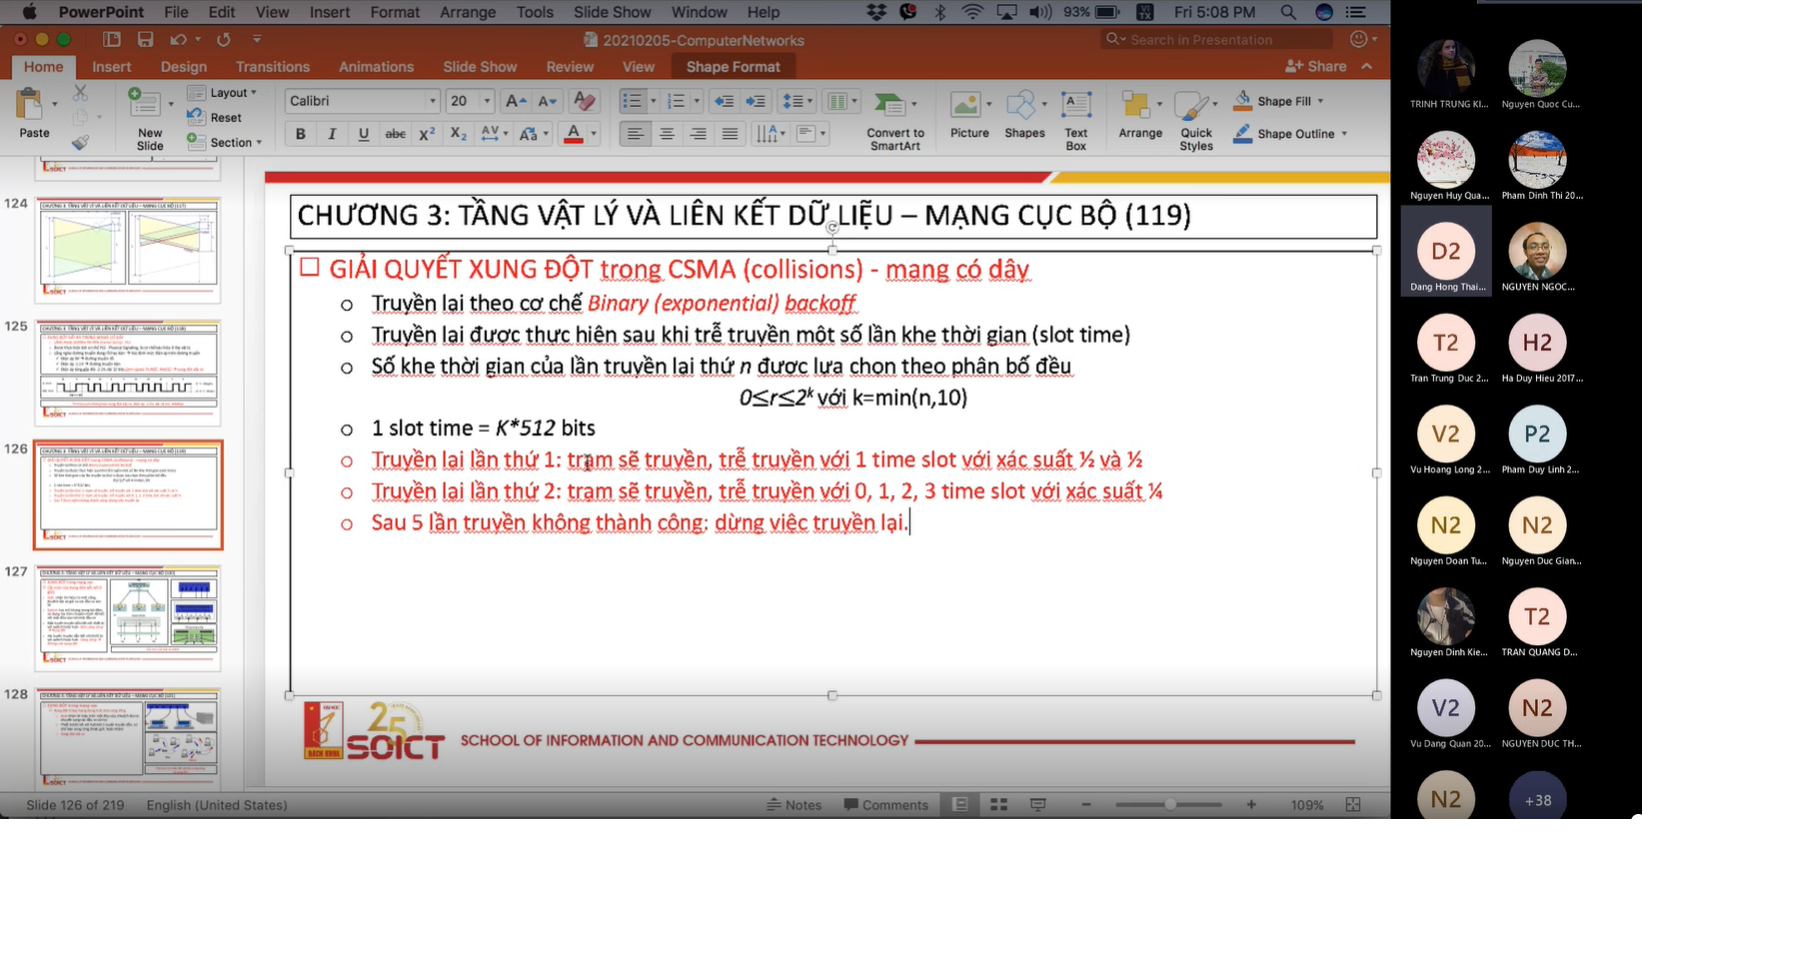 PowerPoint File Edit View Insert Format Arrange Tools Slide Show Window Help 93% Fri 5:08 PM
20210205-ComputerNetworks
Search in Presentation
Home Insert Design Transitions Animations Slide Show Review View Shape Format Share
Paste
New Slide
Layout
Reset
Section
Calibri 20
B I U abc X² X₂ AV Aa A
Convert to SmartArt
Picture
Shapes
Text Box
Arrange
Quick Styles
Shape Fill
Shape Outline
124
125
126
127
128
CHƯƠNG 3: TẦNG VẬT LÝ VÀ LIÊN KẾT DỮ LIỆU – MẠNG CỤC BỘ (119)
GIẢI QUYẾT XUNG ĐỘT trong CSMA (collisions) - mạng có dây
Truyền lại theo cơ chế Binary (exponential) backoff
Truyền lại được thực hiện sau khi trễ truyền một số lần khe thời gian (slot time)
Số khe thời gian của lần truyền lại thứ n được lựa chọn theo phân bố đều
0≤r≤2ᵏ với k=min(n,10)
1 slot time = K*512 bits
Truyền lại lần thứ 1: trạm sẽ truyền, trễ truyền với 1 time slot với xác suất ½ và ½
Truyền lại lần thứ 2: trạm sẽ truyền, trễ truyền với 0, 1, 2, 3 time slot với xác suất ¼
Sau 5 lần truyền không thành công: dừng việc truyền lại.
ĐẠI HỌC
BÁCH KHOA
25
SOICT
SCHOOL OF INFORMATION AND COMMUNICATION TECHNOLOGY
Slide 126 of 219 English (United States) Notes Comments 109%
TRINH TRUNG KI... Nguyen Quoc Cu...
Nguyen Huy Qua... Pham Dinh Thi 20...
D2
Dang Hong Thai... NGUYEN NGOC...
T2 H2
Tran Trung Duc 2... Ha Duy Hieu 2017...
V2 P2
Vu Hoang Long 2... Pham Duy Linh 2...
N2 N2
Nguyen Doan Tu... Nguyen Duc Gian...
T2
Nguyen Dinh Kie... TRAN QUANG D...
V2 N2
Vu Dang Quan 20... NGUYEN DUC TH...
N2 +38